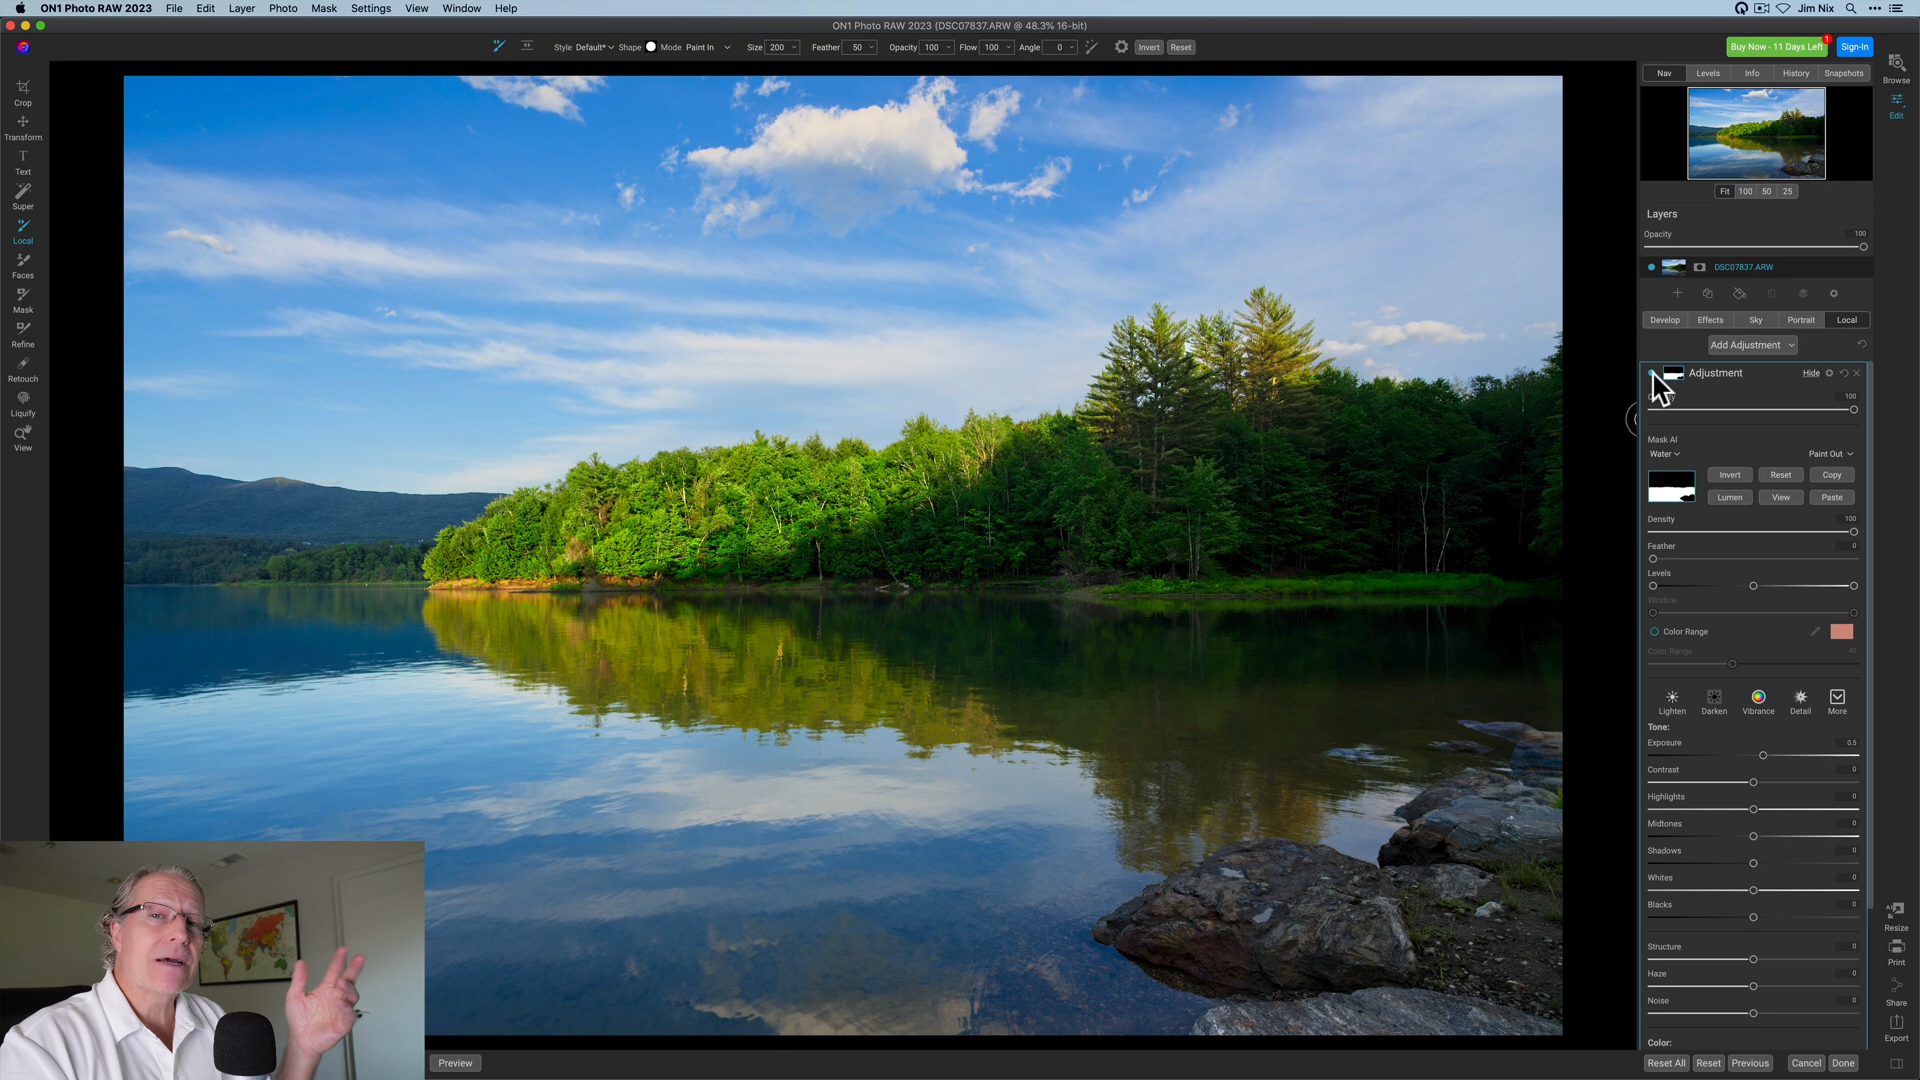 ON1 Photo RAW 2023 File Edit Layer Photo Mask Settings View Window Help Jim Nix
ON1 Photo RAW 2023 (DSC07837.ARW @ 48.3% 16-bit)
Style Default* Shape Mode Paint In Size 200 Feather 50 Opacity 100 Flow 100 Angle 0 Invert Reset Buy Now - 11 Days Left 1 Sign-In
Crop
Transform
Text
Super
Local
Faces
Mask
Refine
Retouch
Liquify
View
Nav Levels Info History Snapshots
Fit 100 50 25
Layers
Opacity 100
DSC07837.ARW
Develop Effects Sky Portrait Local
Add Adjustment
Adjustment Hide
100
Mask AI
Water Paint Out
Invert Reset Copy
Lumen View Paste
Density 100
Feather 0
Levels
Window
Color Range
Color Range 40
Lighten Darken Vibrance Detail More
Tone:
Exposure 0.5
Contrast 0
Highlights 0
Midtones 0
Shadows 0
Whites 0
Blacks 0
Structure 0
Haze 0
Noise 0
Color:
Browse
Edit
AI
Resize
Print
Share
Export
Preview
Reset All Reset Previous Cancel Done